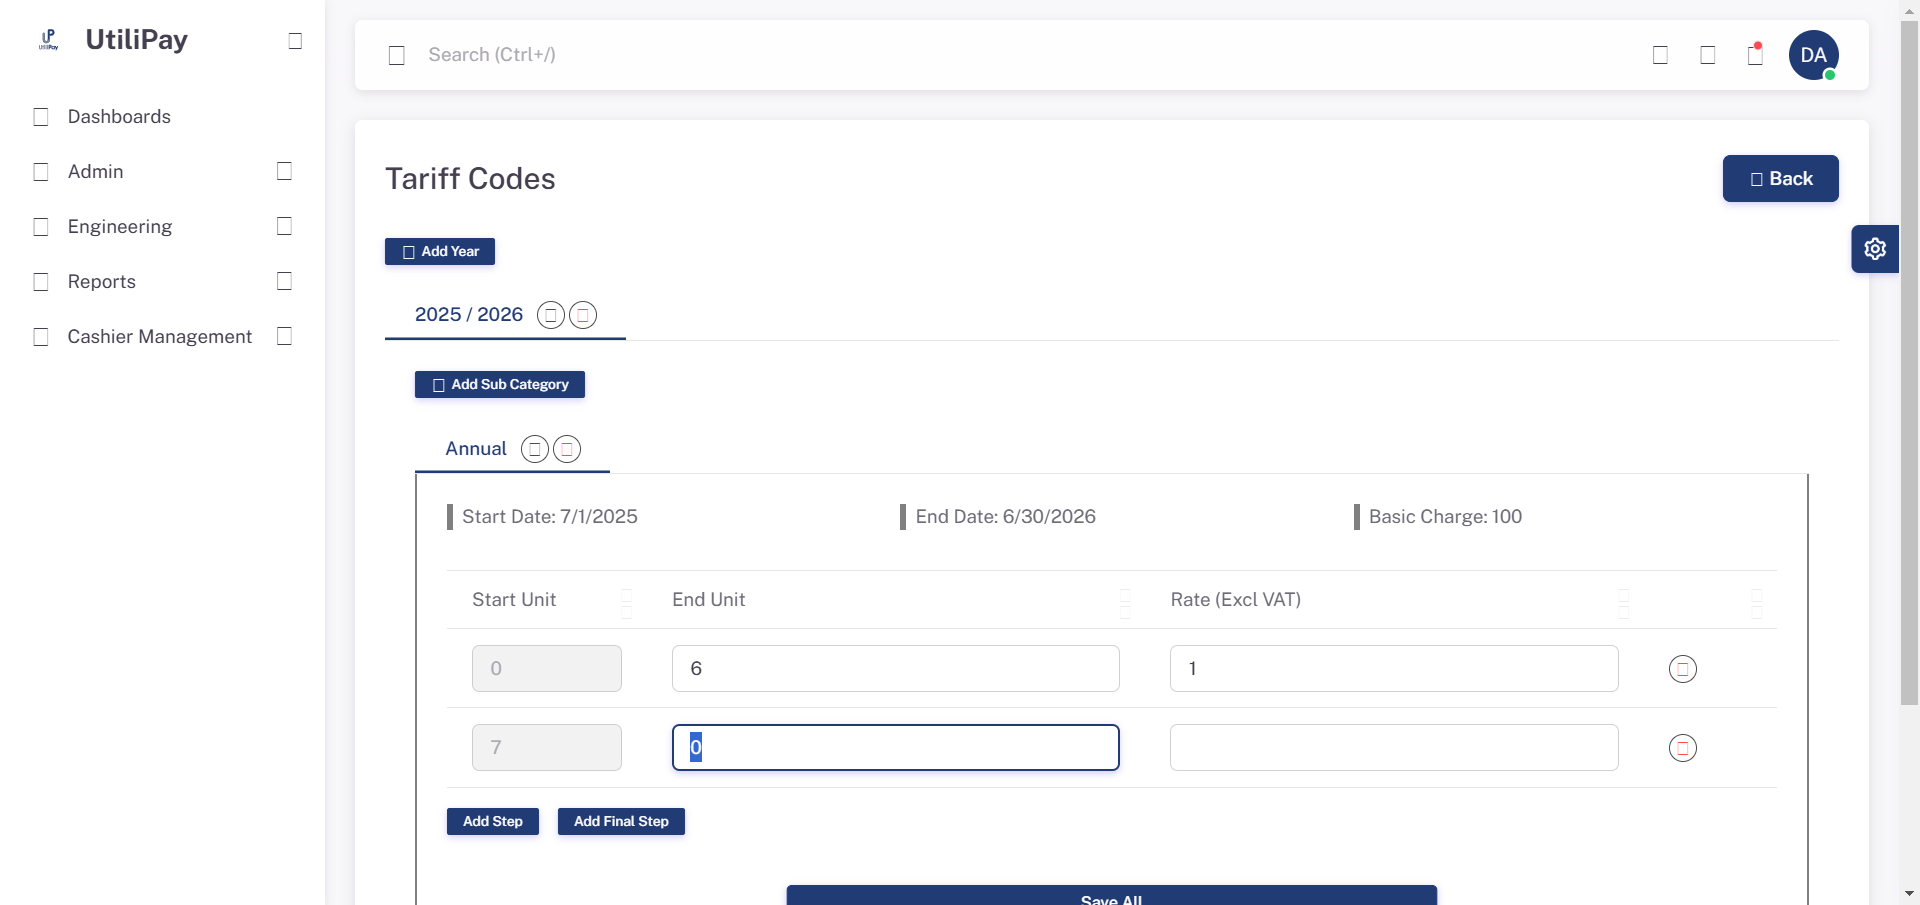 UP
UtiliPay
UtiliPay
Dashboards
Admin
Engineering
Reports
Cashier Management
Search (Ctrl+/)
DA
Tariff Codes
Back
Add Year
2025 / 2026
Add Sub Category
Annual
Start Date: 7/1/2025
End Date: 6/30/2026
Basic Charge: 100
Start Unit
End Unit
Rate (Excl VAT)
0
6
1
7
0
Add Step
Add Final Step
Save All